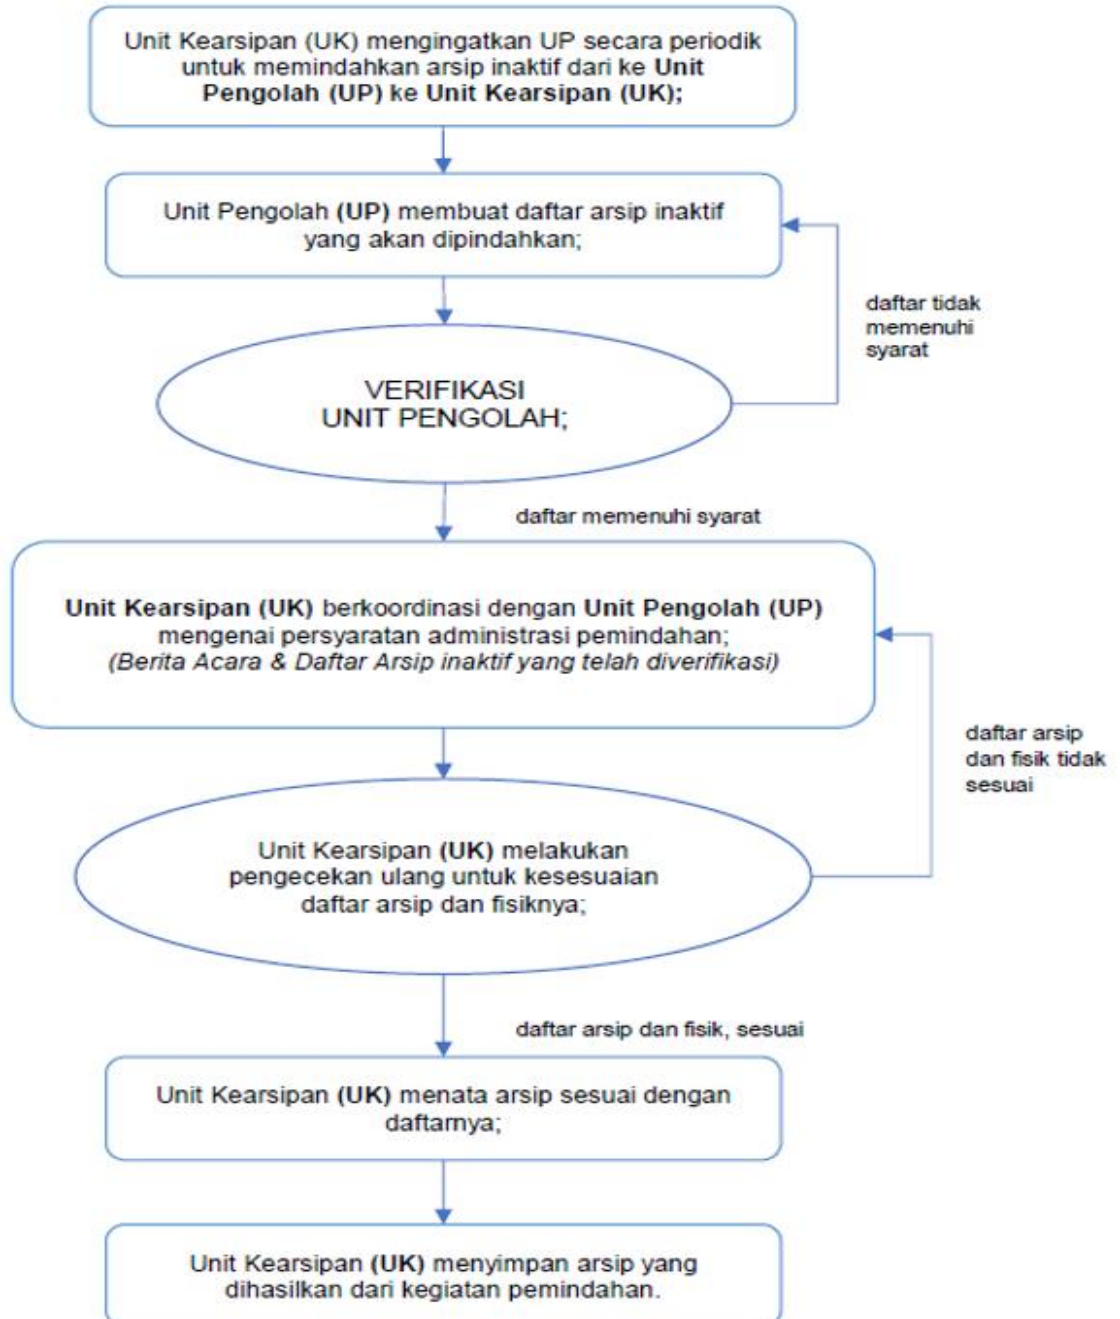 Unit Kearsipan (UK) mengingatkan UP secara periodik
untuk memindahkan arsip inaktif dari ke Unit
Pengolah (UP) ke Unit Kearsipan (UK);
Unit Pengolah (UP) membuat daftar arsip inaktif
yang akan dipindahkan;
daftar tidak
memenuhi
syarat
VERIFIKASI
UNIT PENGOLAH;
daftar memenuhi syarat
Unit Kearsipan (UK) berkoordinasi dengan Unit Pengolah (UP)
mengenai persyaratan administrasi pemindahan;
(Berita Acara & Daftar Arsip inaktif yang telah diverifikasi)
daftar arsip
dan fisik tidak
sesuai
Unit Kearsipan (UK) melakukan
pengecekan ulang untuk kesesuaian
daftar arsip dan fisiknya;
daftar arsip dan fisik, sesuai
Unit Kearsipan (UK) menata arsip sesuai dengan
daftarnya;
Unit Kearsipan (UK) menyimpan arsip yang
dihasilkan dari kegiatan pemindahan.